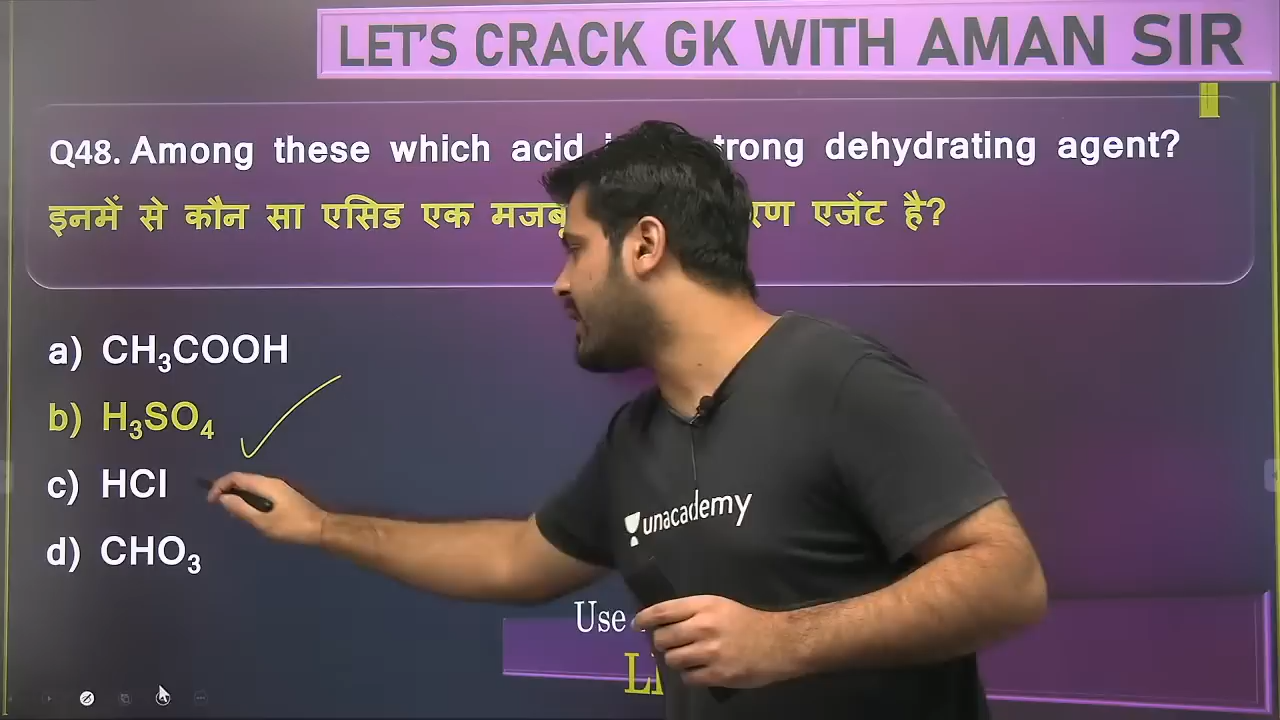 LET'S CRACK GK WITH AMAN SIR
Q48. Among these which acid trong dehydrating agent?
इनमें से कौन सा एसिड एक एजेंट है?
a) CH₃COOH
b) H₃SO₄
c) HCl
d) CHO₃
unacademy
Use